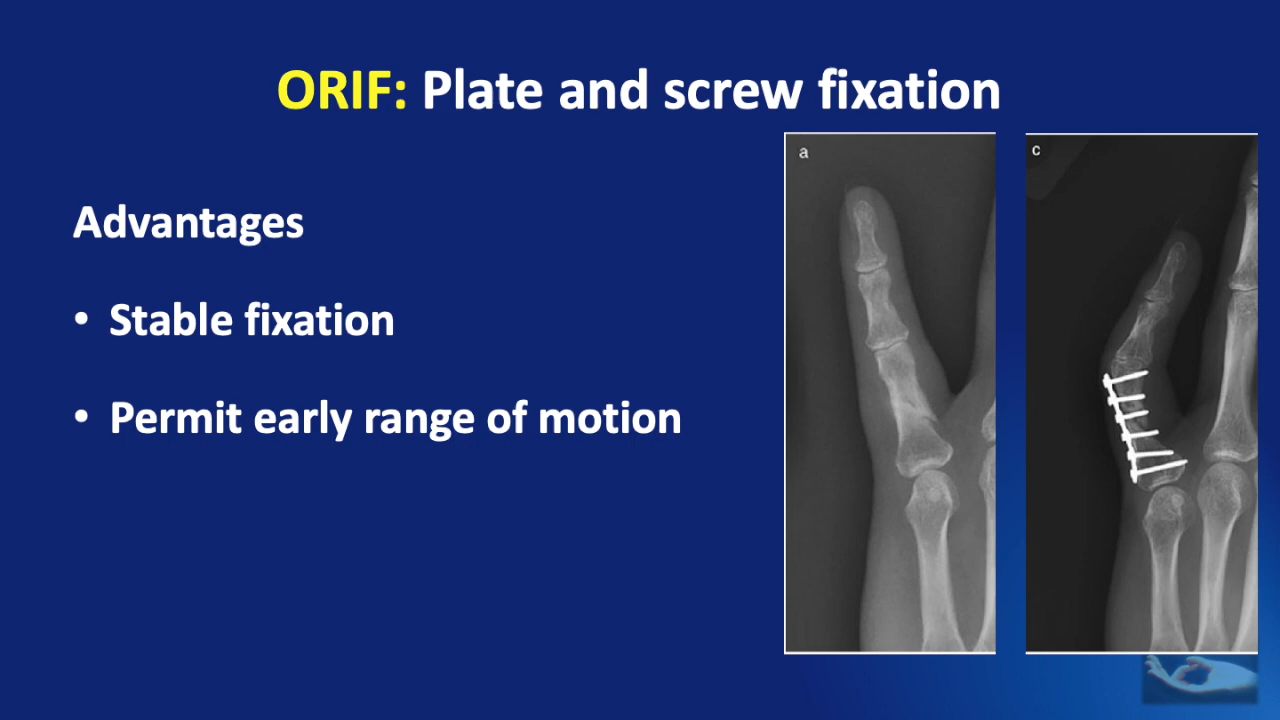 ORIF: Plate and screw fixation
Advantages
• Stable fixation
• Permit early range of motion
a
c